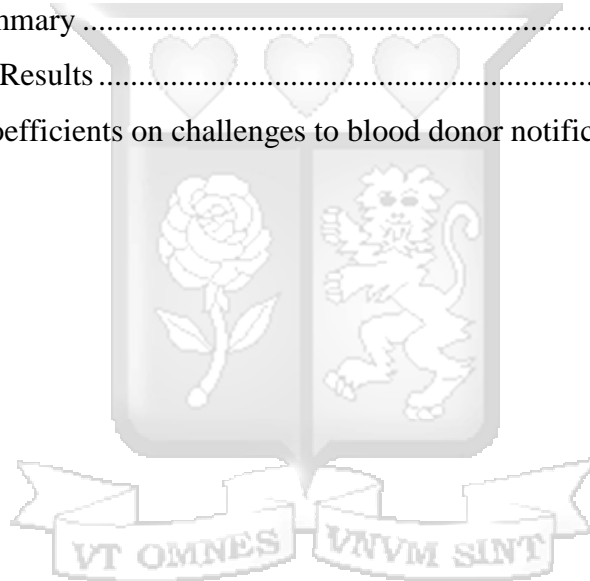 nmary ................................................................
Results ................................................................
oefficients on challenges to blood donor notific
VT OMNES VNVM SINT